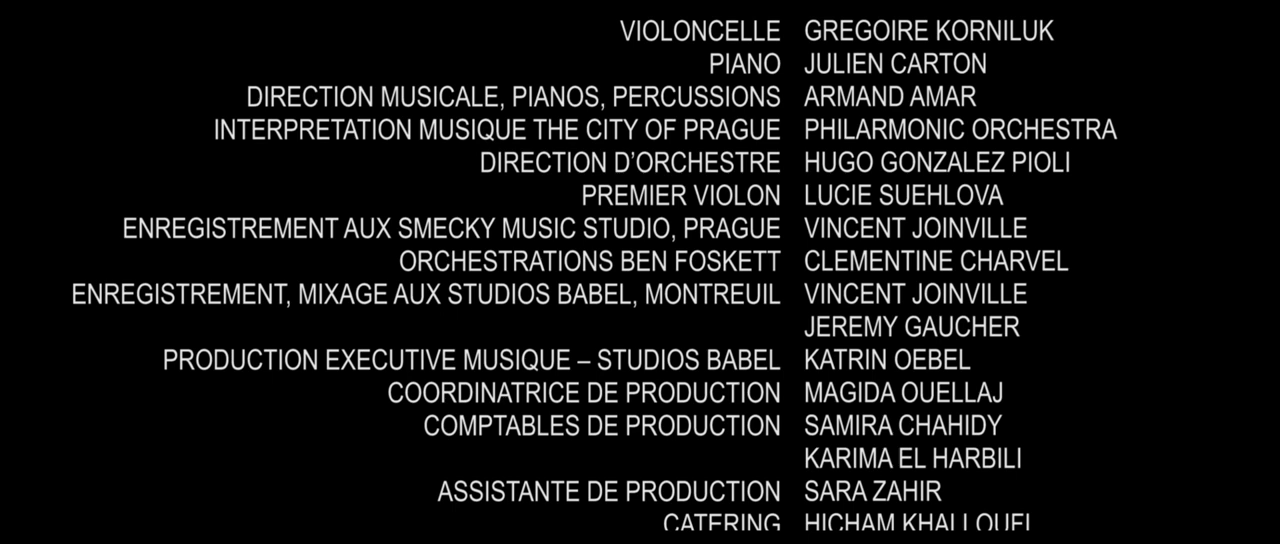 VIOLONCELLE GREGOIRE KORNILUK
PIANO JULIEN CARTON
DIRECTION MUSICALE, PIANOS, PERCUSSIONS ARMAND AMAR
INTERPRETATION MUSIQUE THE CITY OF PRAGUE PHILARMONIC ORCHESTRA
DIRECTION D’ORCHESTRE HUGO GONZALEZ PIOLI
PREMIER VIOLON LUCIE SUEHLOVA
ENREGISTREMENT AUX SMECKY MUSIC STUDIO, PRAGUE VINCENT JOINVILLE
ORCHESTRATIONS BEN FOSKETT CLEMENTINE CHARVEL
ENREGISTREMENT, MIXAGE AUX STUDIOS BABEL, MONTREUIL VINCENT JOINVILLE
JEREMY GAUCHER
PRODUCTION EXECUTIVE MUSIQUE – STUDIOS BABEL KATRIN OEBEL
COORDINATRICE DE PRODUCTION MAGIDA OUELLAJ
COMPTABLES DE PRODUCTION SAMIRA CHAHIDY
KARIMA EL HARBILI
ASSISTANTE DE PRODUCTION SARA ZAHIR
CATERING HICHAM